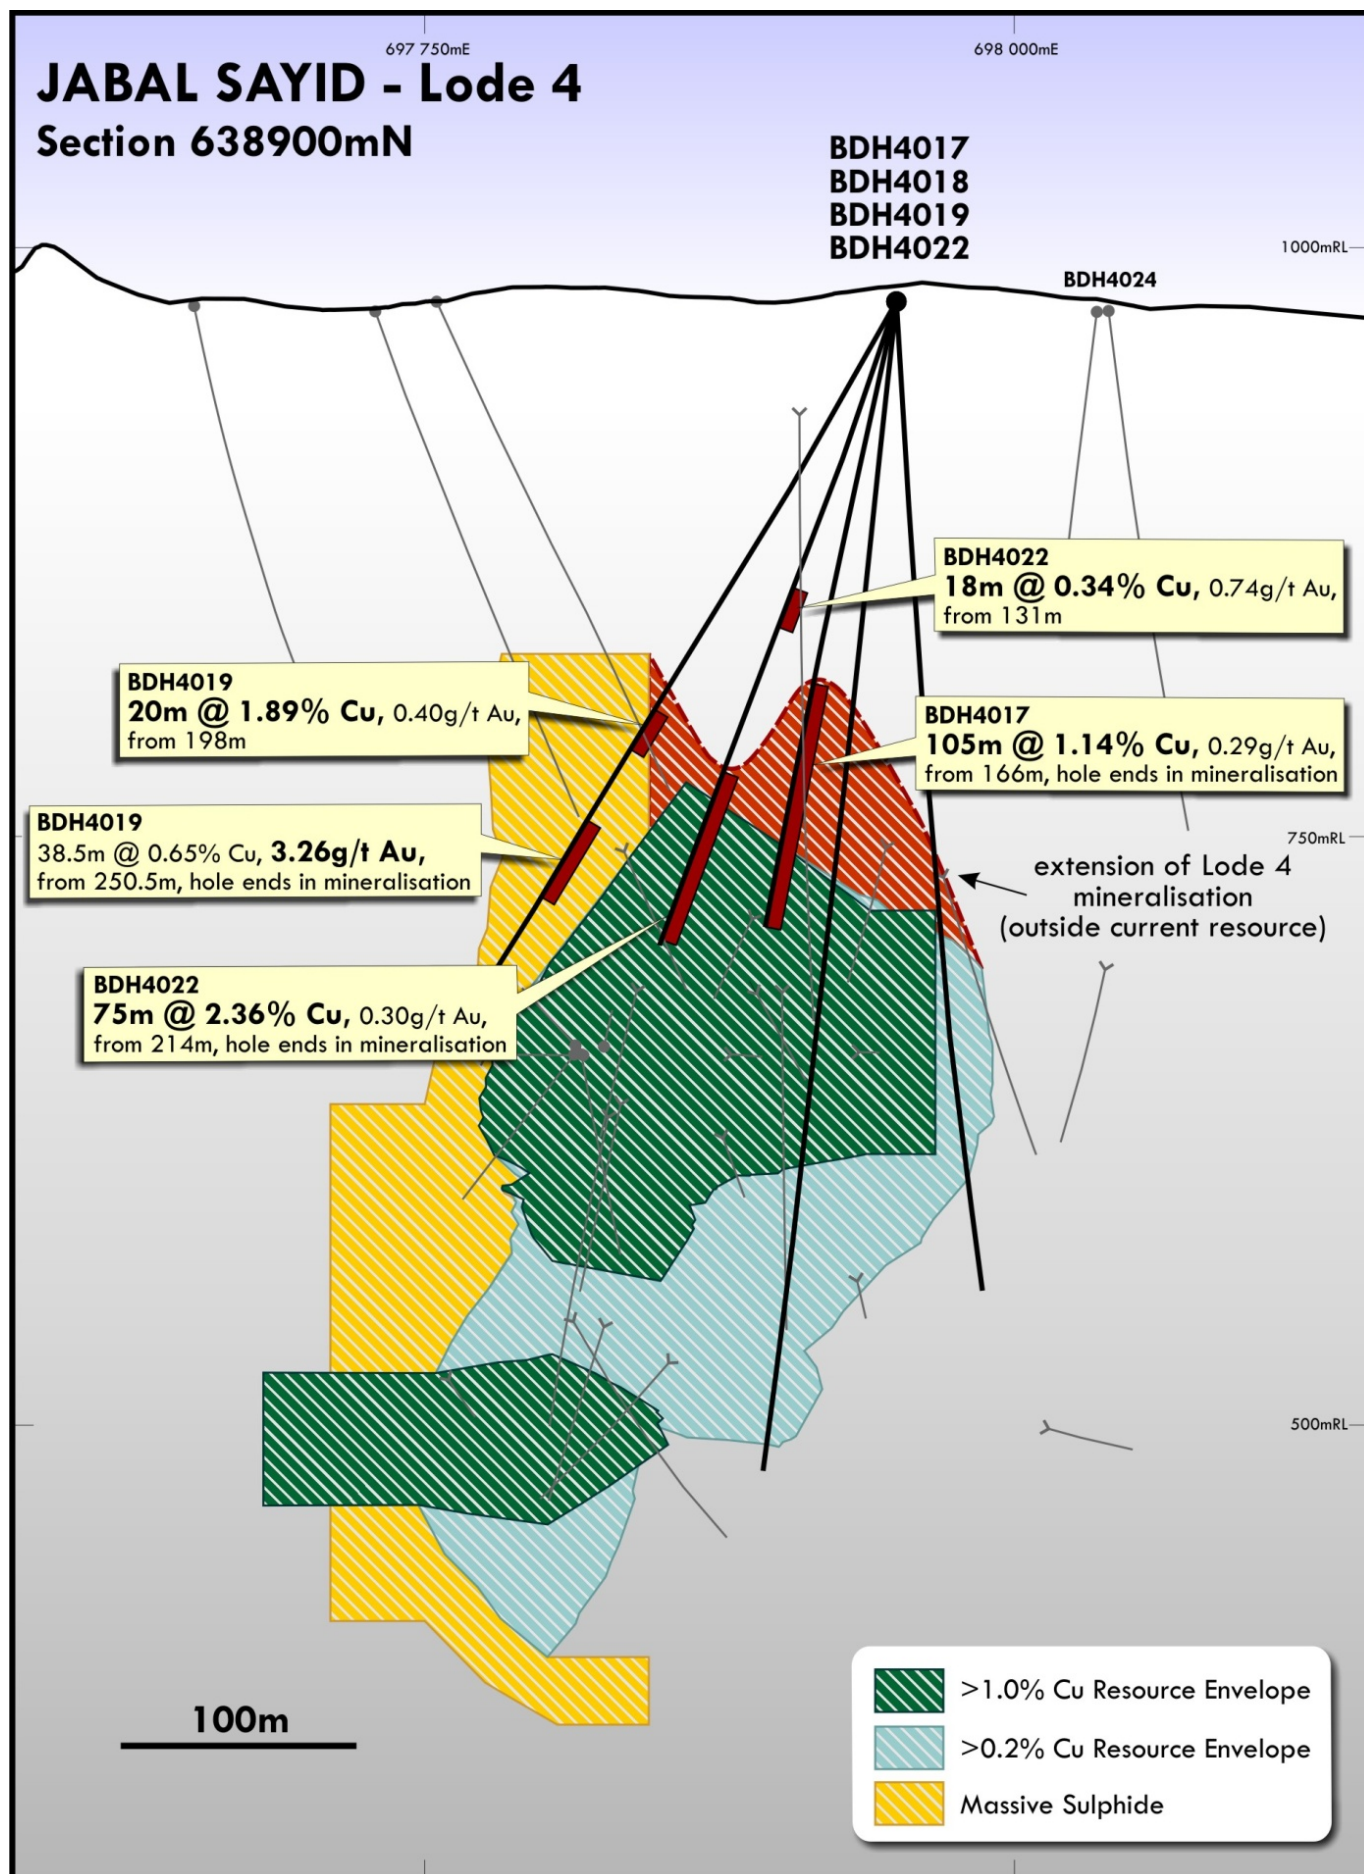 697 750mE
698 000mE
JABAL SAYID - Lode 4
Section 638900mN
BDH4017
BDH4018
BDH4019
BDH4022
1000mRL
BDH4024
BDH4022
18m @ 0.34% Cu, 0.74g/t Au,
from 131m
BDH4019
20m @ 1.89% Cu, 0.40g/t Au,
from 198m
BDH4017
105m @ 1.14% Cu, 0.29g/t Au,
from 166m, hole ends in mineralisation
BDH4019
38.5m @ 0.65% Cu, 3.26g/t Au,
from 250.5m, hole ends in mineralisation
750mRL
extension of Lode 4
mineralisation
(outside current resource)
BDH4022
75m @ 2.36% Cu, 0.30g/t Au,
from 214m, hole ends in mineralisation
500mRL
100m
>1.0% Cu Resource Envelope
>0.2% Cu Resource Envelope
Massive Sulphide